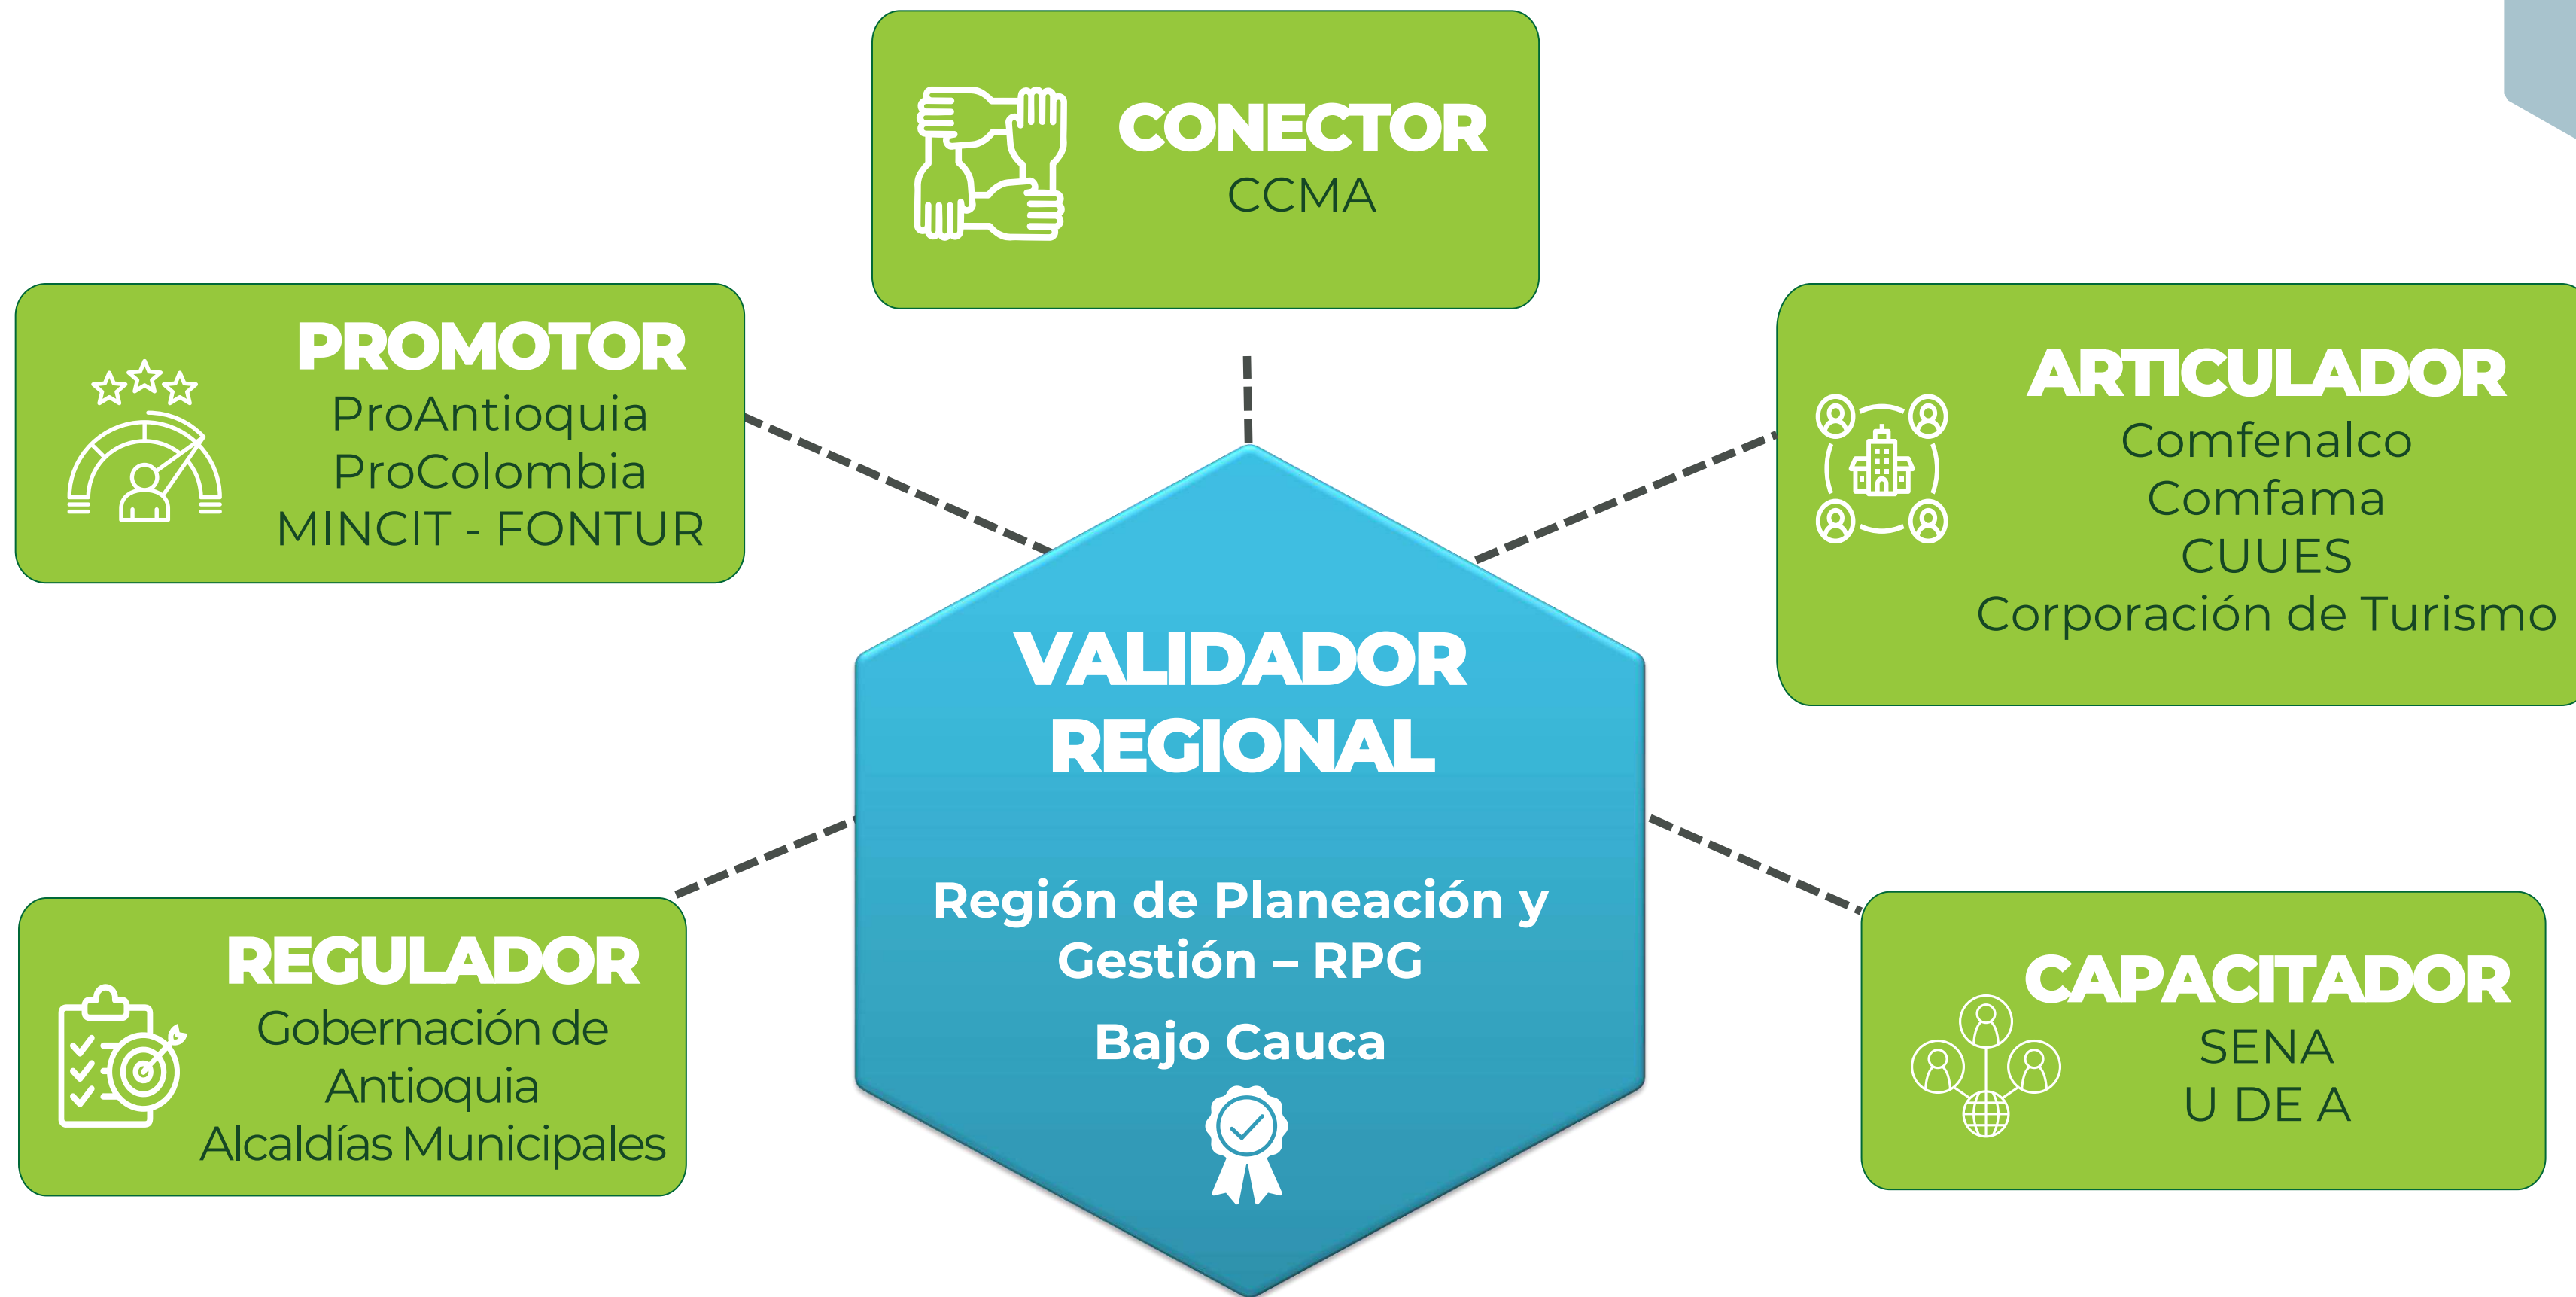 CONECTOR
CCMA
PROMOTOR
ProAntioquia
ProColombia
MINCIT - FONTUR
ARTICULADOR
Comfenalco
Comfama
CUUES
Corporación de Turismo
VALIDADOR
REGIONAL
Región de Planeación y
Gestión – RPG
Bajo Cauca
REGULADOR
Gobernación de
Antioquia
Alcaldías Municipales
CAPACITADOR
SENA
U DE A